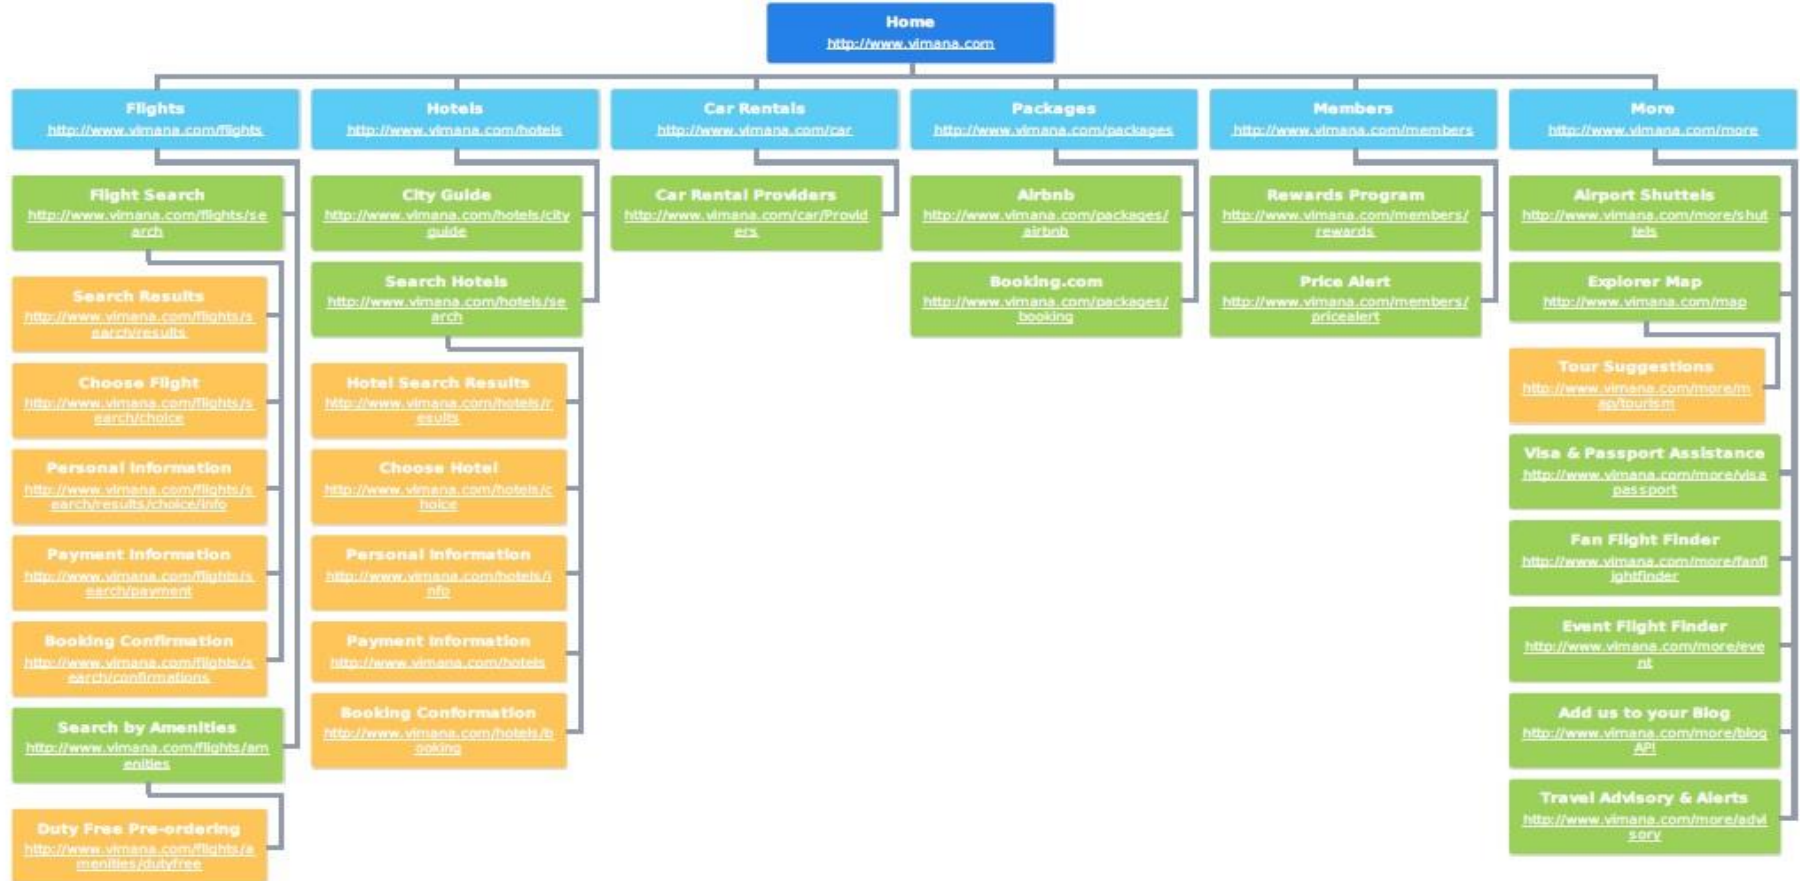 Home
http://www.vimana.com
Flights
http://www.vimana.com/flights
Hotels
http://www.vimana.com/hotels
Car Rentals
http://www.vimana.com/car
Packages
http://www.vimana.com/packages
Members
http://www.vimana.com/members
More
http://www.vimana.com/more
Flight Search
http://www.vimana.com/flights/se
arch
Search Results
http://www.vimana.com/flights/s
earch/results
Choose Flight
http://www.vimana.com/flights/s
earch/choice
Personal Information
http://www.vimana.com/flights/s
earch/results/choice/info
Payment Information
http://www.vimana.com/flights/s
earch/payment
Booking Confirmation
http://www.vimana.com/flights/s
earch/confirmations
Search by Amenities
http://www.vimana.com/flights/am
enities
Duty Free Pre-ordering
http://www.vimana.com/flights/a
menities/dutyfree
City Guide
http://www.vimana.com/hotels/city
guide
Search Hotels
http://www.vimana.com/hotels/se
arch
Hotel Search Results
http://www.vimana.com/hotels/r
esults
Choose Hotel
http://www.vimana.com/hotels/c
hoice
Personal Information
http://www.vimana.com/hotels/i
nfo
Payment Information
http://www.vimana.com/hotels
Booking Conformation
http://www.vimana.com/hotels/b
ooking
Car Rental Providers
http://www.vimana.com/car/Provid
ers
Airbnb
http://www.vimana.com/packages/
airbnb
Booking.com
http://www.vimana.com/packages/
booking
Rewards Program
http://www.vimana.com/members/
rewards
Price Alert
http://www.vimana.com/members/
pricealert
Airport Shuttels
http://www.vimana.com/more/shut
tels
Explorer Map
http://www.vimana.com/map
Tour Suggestions
http://www.vimana.com/more/m
ap/tourism
Visa & Passport Assistance
http://www.vimana.com/more/visa
passport
Fan Flight Finder
http://www.vimana.com/more/fanfl
ightfinder
Event Flight Finder
http://www.vimana.com/more/eve
nt
Add us to your Blog
http://www.vimana.com/more/blog
API
Travel Advisory & Alerts
http://www.vimana.com/more/advi
sory